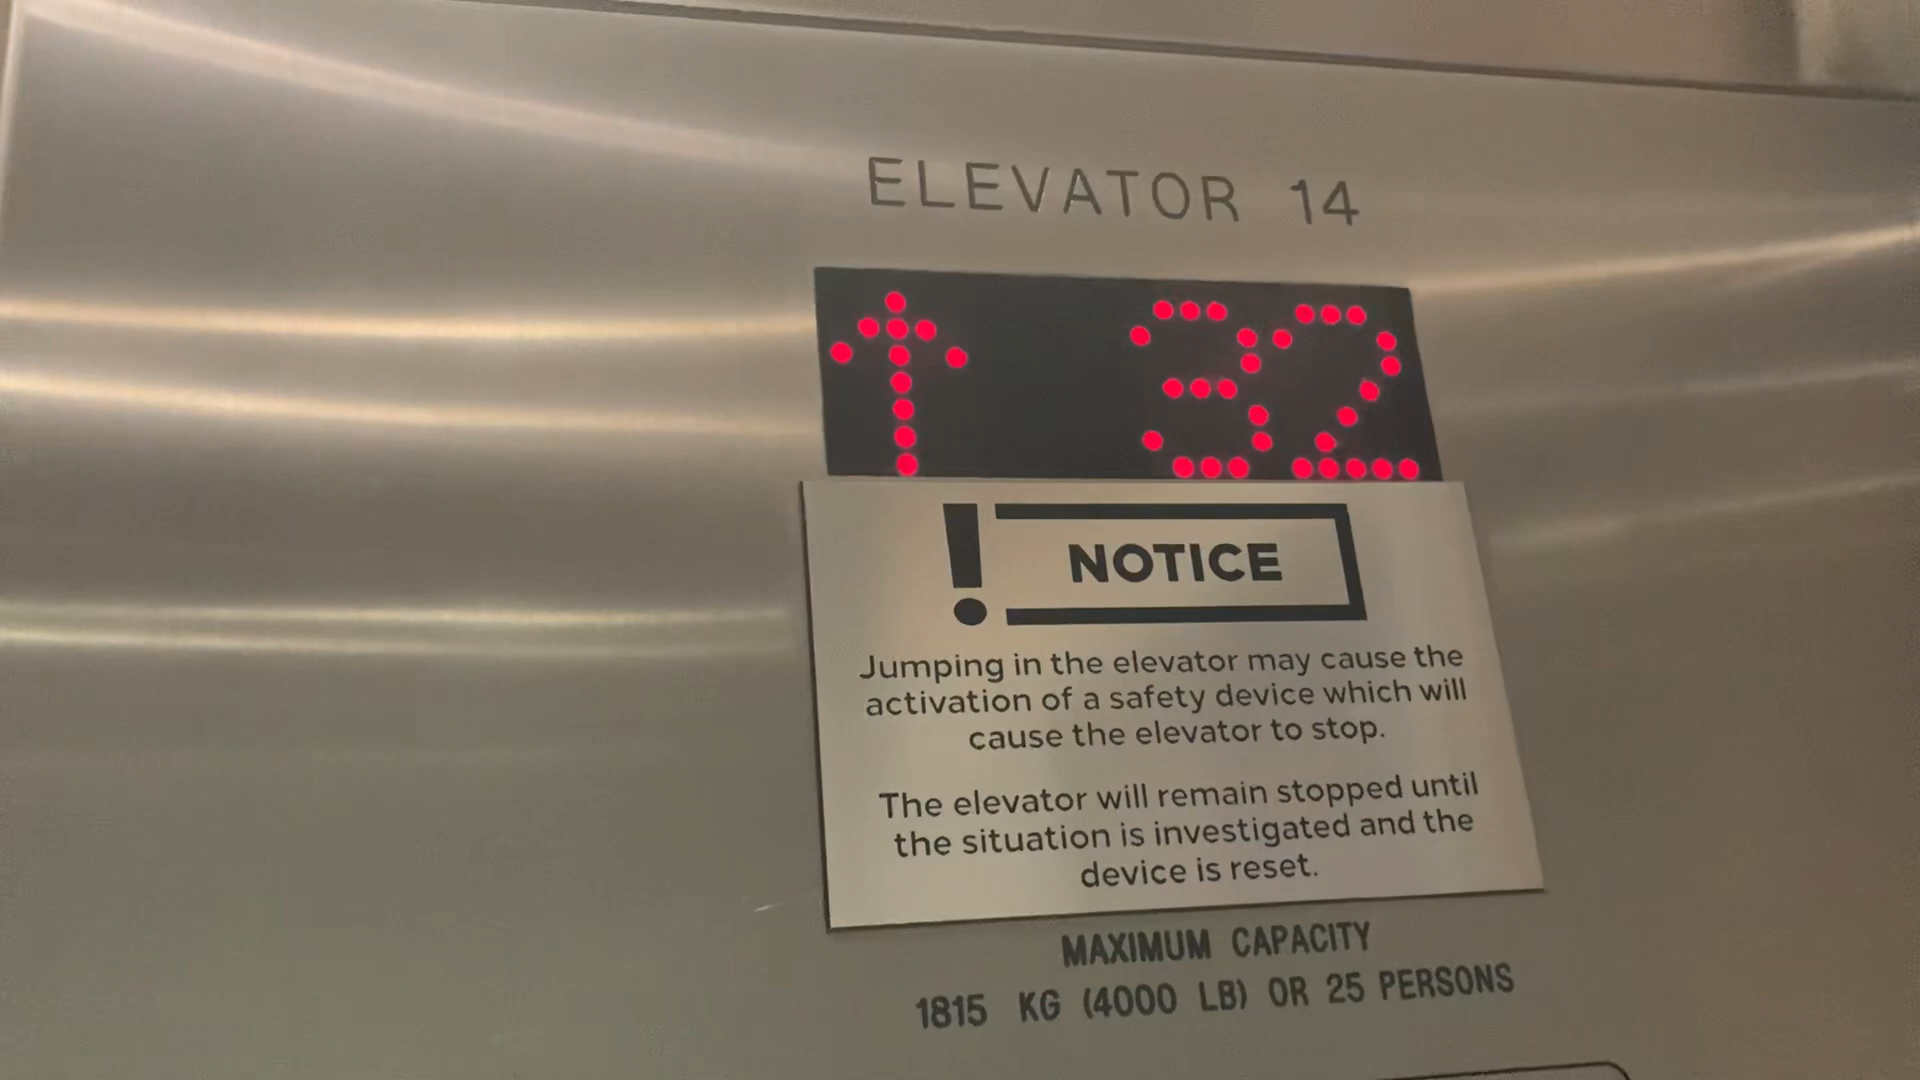 ELEVATOR 14
↑ 32
! NOTICE
Jumping in the elevator may cause the
activation of a safety device which will
cause the elevator to stop.
The elevator will remain stopped until
the situation is investigated and the
device is reset.
MAXIMUM CAPACITY
1815 KG (4000 LB) OR 25 PERSONS